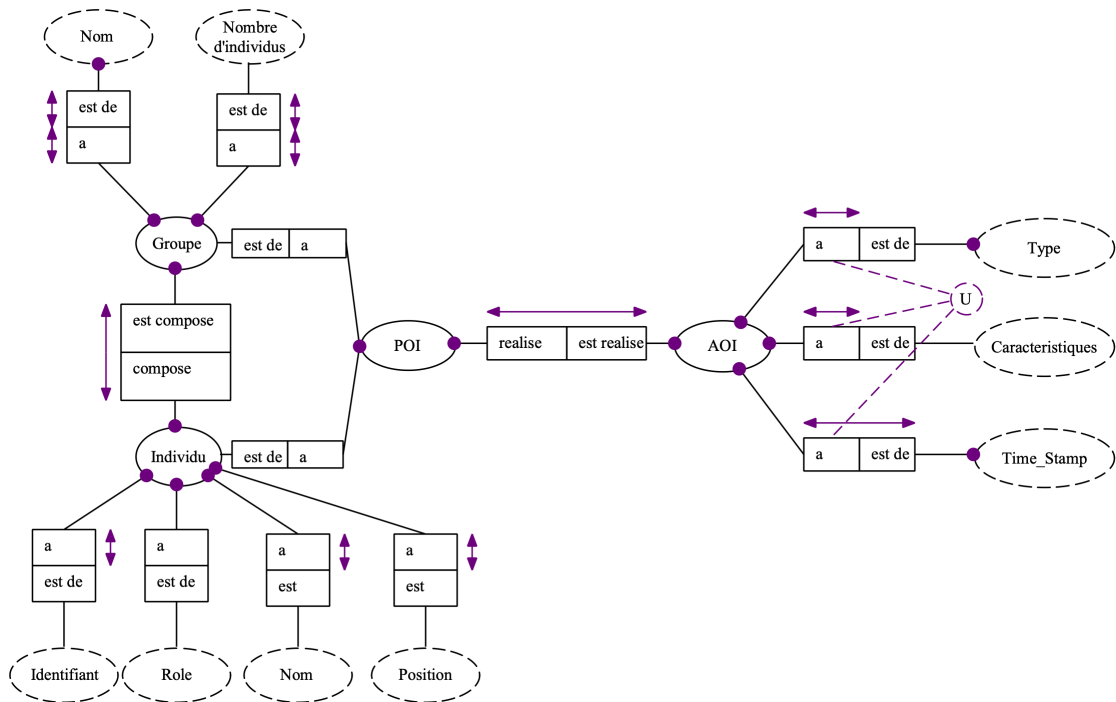 Nom
Nombre
d'individus
est de
a
est de
a
Groupe
est de
a
est compose
compose
POI
realise
est realise
AOI
a
est de
Type
U
a
est de
Caracteristiques
a
est de
Time_Stamp
Individu
est de
a
a
est de
a
est de
a
est
a
est
Identifiant
Role
Nom
Position